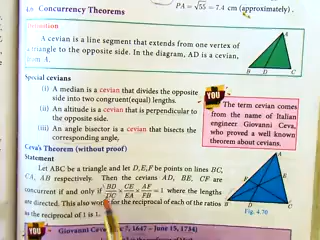 PA = √55 = 7.4 cm (approximately) .
4.8 Concurrency Theorems
Definition
A cevian is a line segment that extends from one vertex of
a triangle to the opposite side. In the diagram, AD is a cevian,
from A.
A
B
D
C
Special cevians
(i) A median is a cevian that divides the opposite
side into two congruent(equal) lengths.
(ii) An altitude is a cevian that is perpendicular to
the opposite side.
(iii) An angle bisector is a cevian that bisects the
corresponding angle.
YOU
The term cevian comes
from the name of Italian
engineer Giovanni Ceva,
who proved a well known
theorem about cevians.
Ceva's Theorem (without proof)
Statement
Let ABC be a triangle and let D,E,F be points on lines BC,
CA, AB respectively. Then the cevians AD, BE, CF are
concurrent if and only if BD/DC × CE/EA × AF/FB = 1 where the lengths
are directed. This also works for the reciprocal of each of the ratios
as the reciprocal of 1 is 1.
A
Fig. 4.70
YOU
Giovanni Ceva
7, 1647 – June 15, 1734)